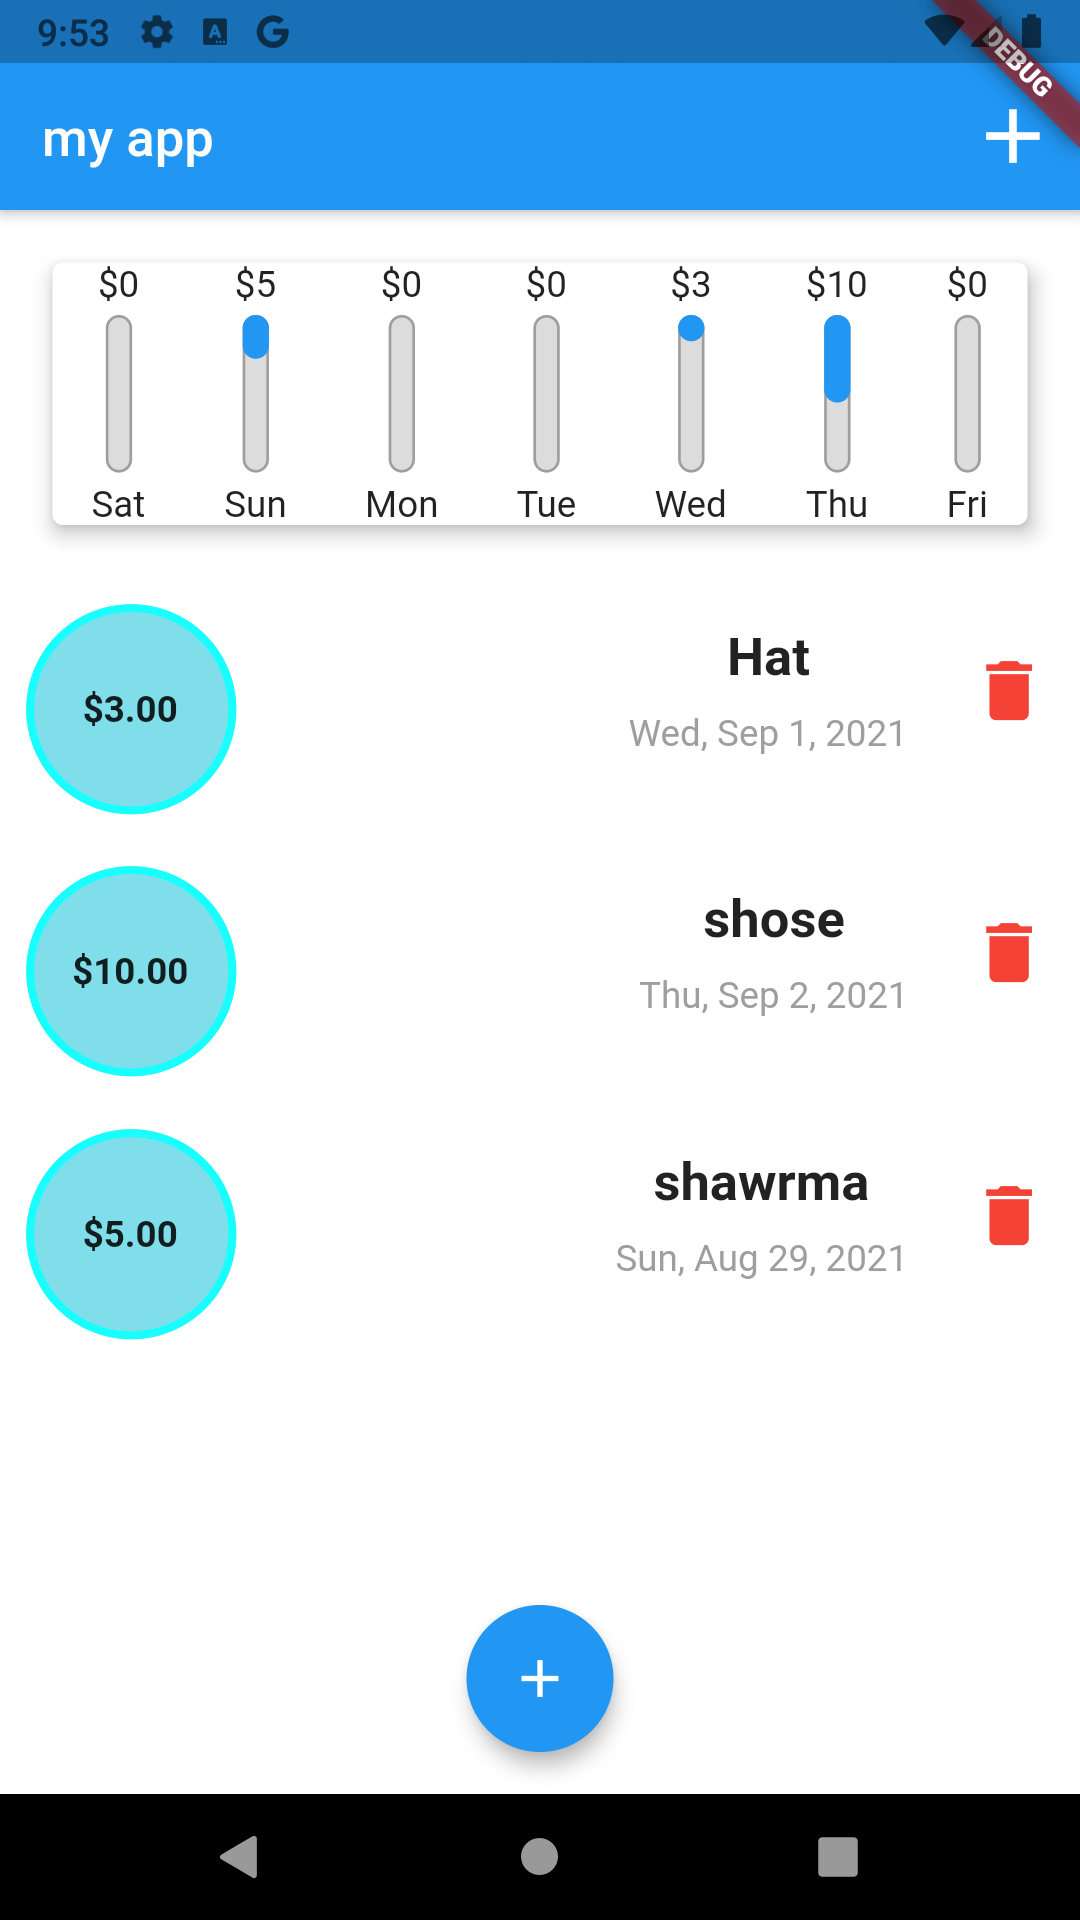 9:53
DEBUG
my app
$0 $5 $0 $0 $3 $10 $0
Sat Sun Mon Tue Wed Thu Fri
$3.00
Hat
Wed, Sep 1, 2021
$10.00
shose
Thu, Sep 2, 2021
$5.00
shawrma
Sun, Aug 29, 2021